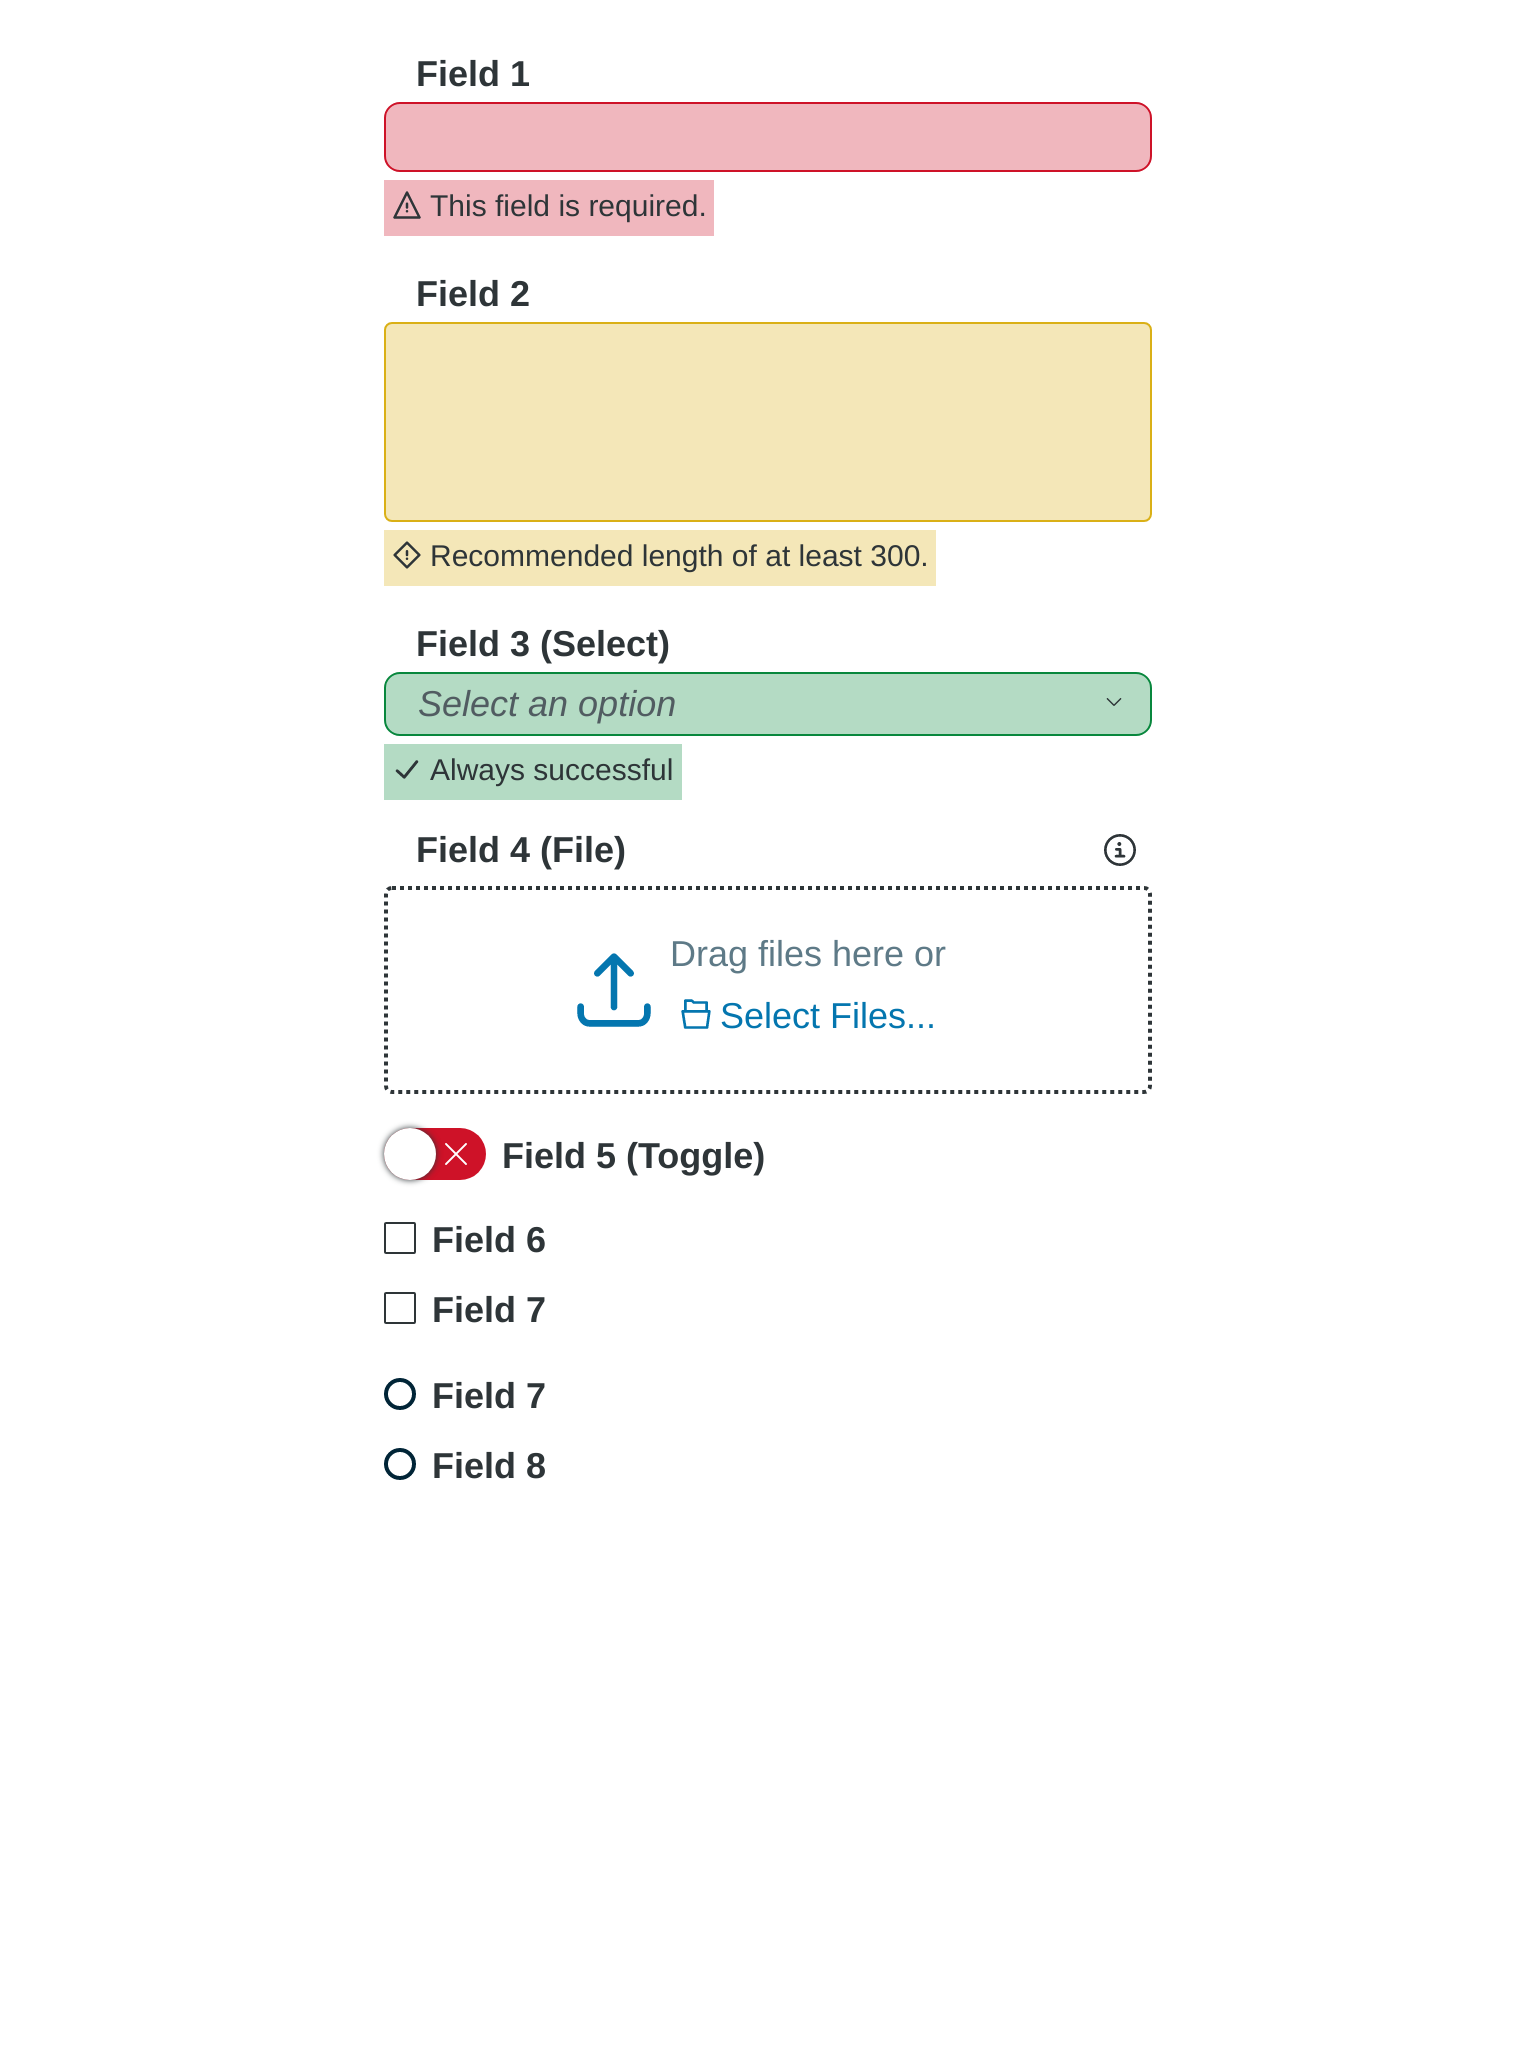 Field 1
This field is required.
Field 2
Recommended length of at least 300.
Field 3 (Select)
Select an option
Always successful
Field 4 (File)
Drag files here or
Select Files...
Field 5 (Toggle)
Field 6
Field 7
Field 7
Field 8